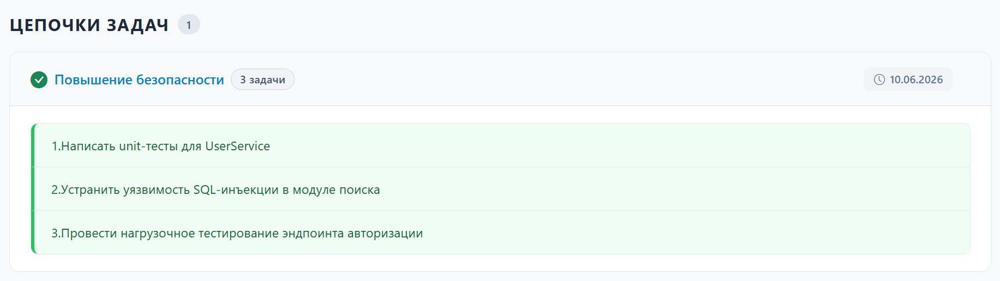 ЦЕПОЧКИ ЗАДАЧ 1
Повышение безопасности 3 задачи 10.06.2026
1.Написать unit-тесты для UserService
2.Устранить уязвимость SQL-инъекции в модуле поиска
3.Провести нагрузочное тестирование эндпоинта авторизации